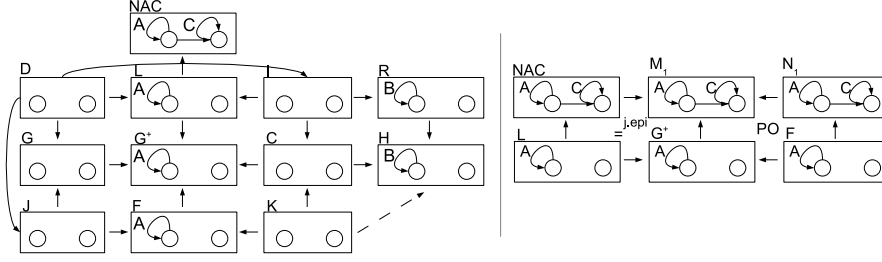 NAC
A C
D L I R
A B
G G+ C H
A B
J F K
A
NAC M1 N1
A C A C A C
j.epi
= PO
L G+ F
A A A